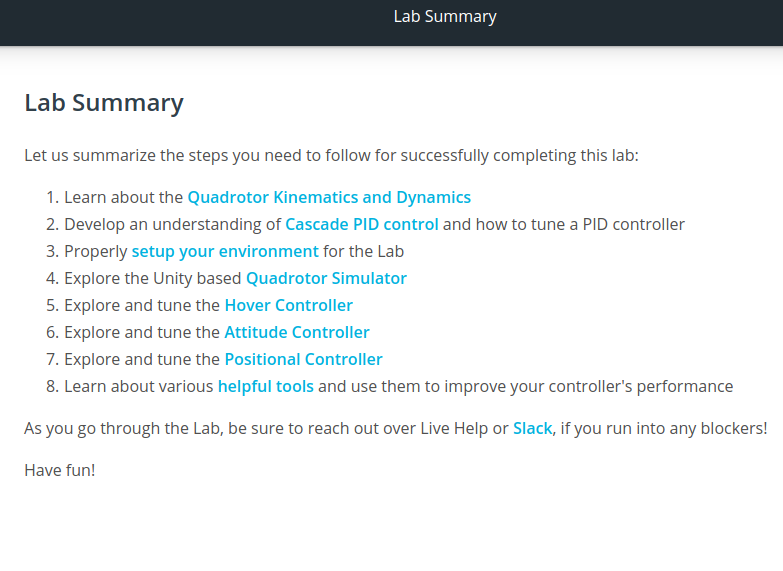 Lab Summary
Lab Summary
Let us summarize the steps you need to follow for successfully completing this lab:
1. Learn about the Quadrotor Kinematics and Dynamics
2. Develop an understanding of Cascade PID control and how to tune a PID controller
3. Properly setup your environment for the Lab
4. Explore the Unity based Quadrotor Simulator
5. Explore and tune the Hover Controller
6. Explore and tune the Attitude Controller
7. Explore and tune the Positional Controller
8. Learn about various helpful tools and use them to improve your controller's performance
As you go through the Lab, be sure to reach out over Live Help or Slack, if you run into any blockers!
Have fun!